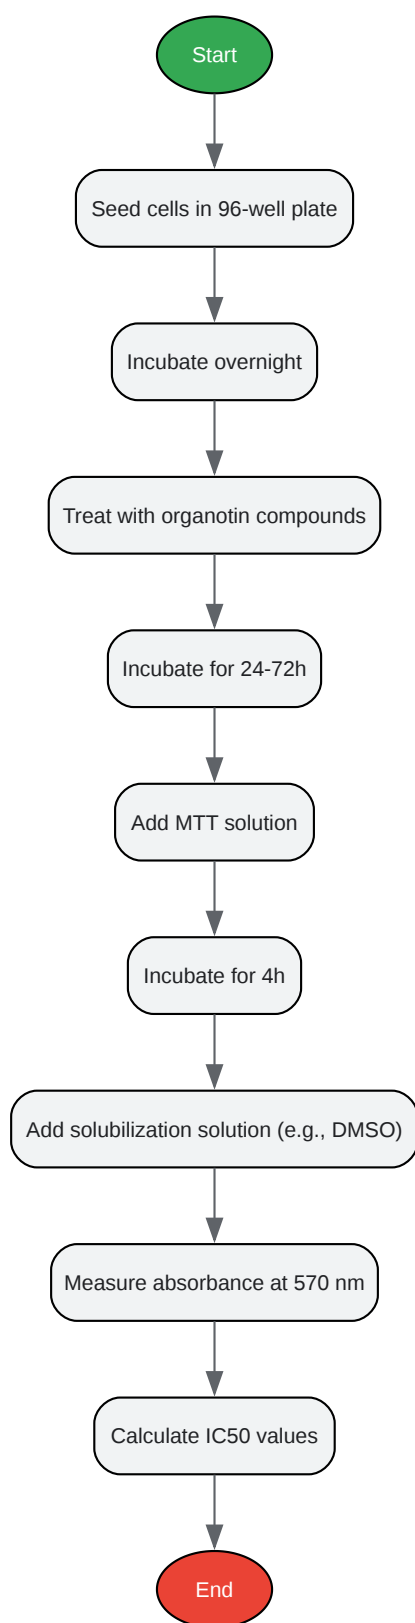 Start
Seed cells in 96-well plate
Incubate overnight
Treat with organotin compounds
Incubate for 24-72h
Add MTT solution
Incubate for 4h
Add solubilization solution (e.g., DMSO)
Measure absorbance at 570 nm
Calculate IC50 values
End